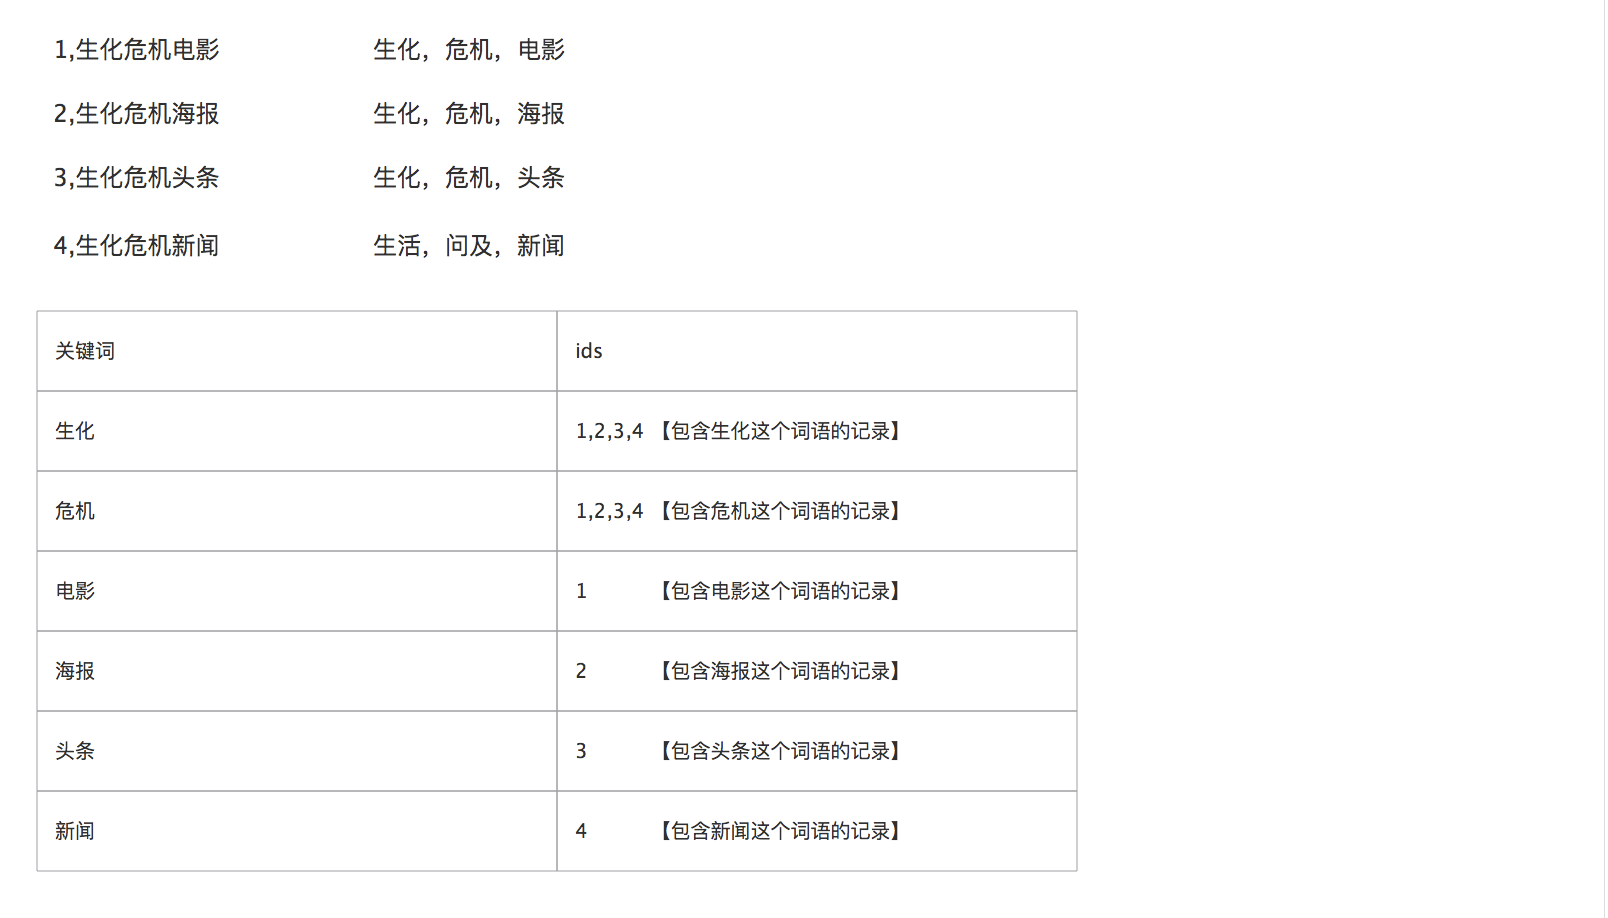 1,生化危机电影 生化，危机，电影
2,生化危机海报 生化，危机，海报
3,生化危机头条 生化，危机，头条
4,生化危机新闻 生活，问及，新闻
关键词 ids
生化 1,2,3,4 【包含生化这个词语的记录】
危机 1,2,3,4 【包含危机这个词语的记录】
电影 1 【包含电影这个词语的记录】
海报 2 【包含海报这个词语的记录】
头条 3 【包含头条这个词语的记录】
新闻 4 【包含新闻这个词语的记录】